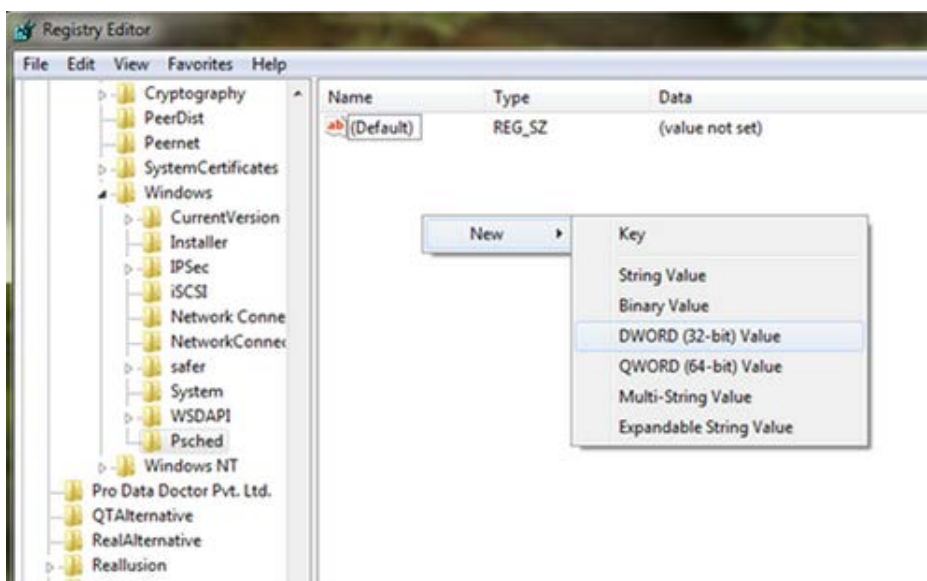 Registry Editor
File Edit View Favorites Help
Cryptography
PeerDist
Peernet
SystemCertificates
Windows
CurrentVersion
Installer
IPSec
iSCSI
Network Conne
NetworkConnec
safer
System
WSDAPI
Psched
Windows NT
Pro Data Doctor Pvt. Ltd.
QTAlternative
RealAlternative
Reallusion
Name Type Data
ab (Default) REG_SZ (value not set)
New
Key
String Value
Binary Value
DWORD (32-bit) Value
QWORD (64-bit) Value
Multi-String Value
Expandable String Value